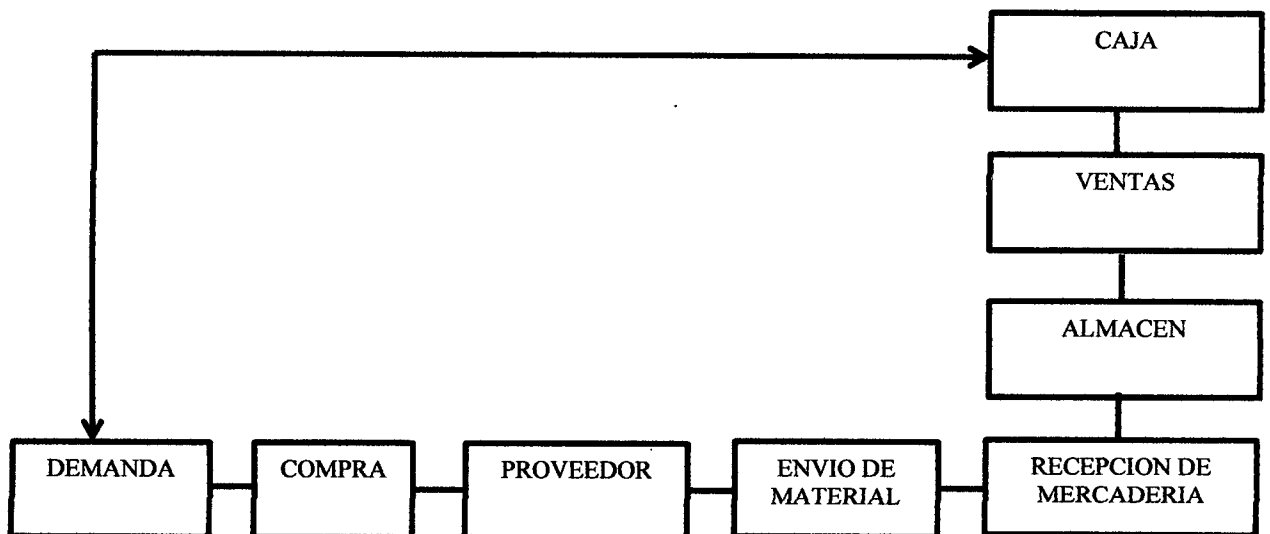 CAJA
VENTAS
ALMACEN
DEMANDA
COMPRA
PROVEEDOR
ENVIO DE
MATERIAL
RECEPCION DE
MERCADERIA